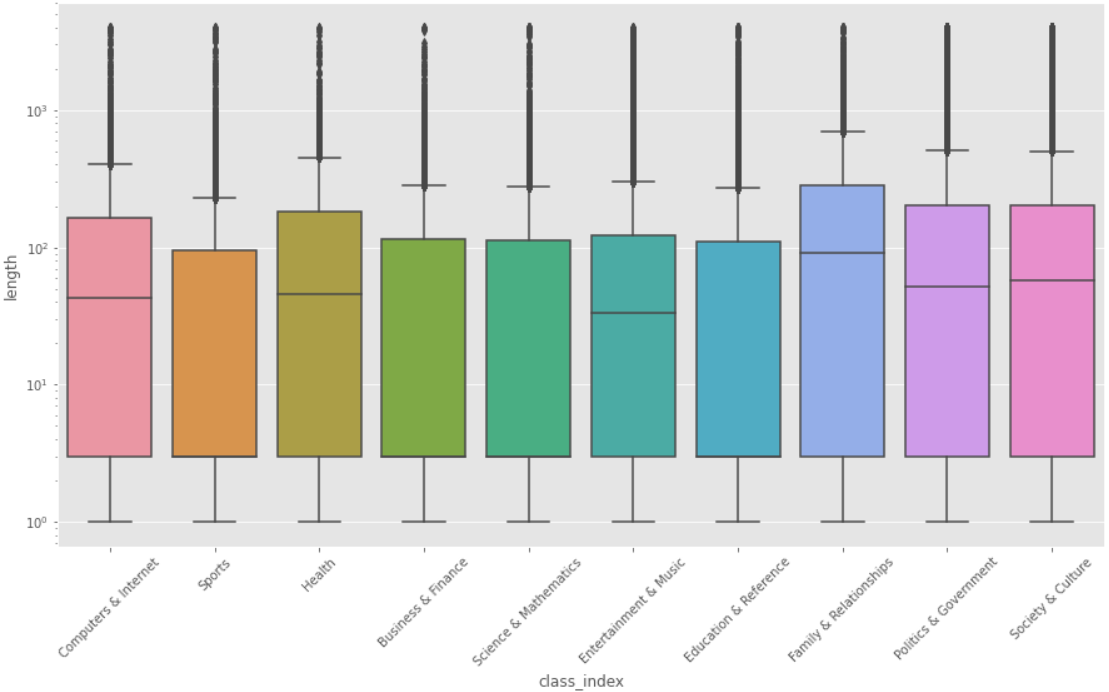 length
10³
10²
10¹
10⁰
Computers & Internet
Sports
Health
Business & Finance
Science & Mathematics
Entertainment & Music
Education & Reference
Family & Relationships
Politics & Government
Society & Culture
class_index